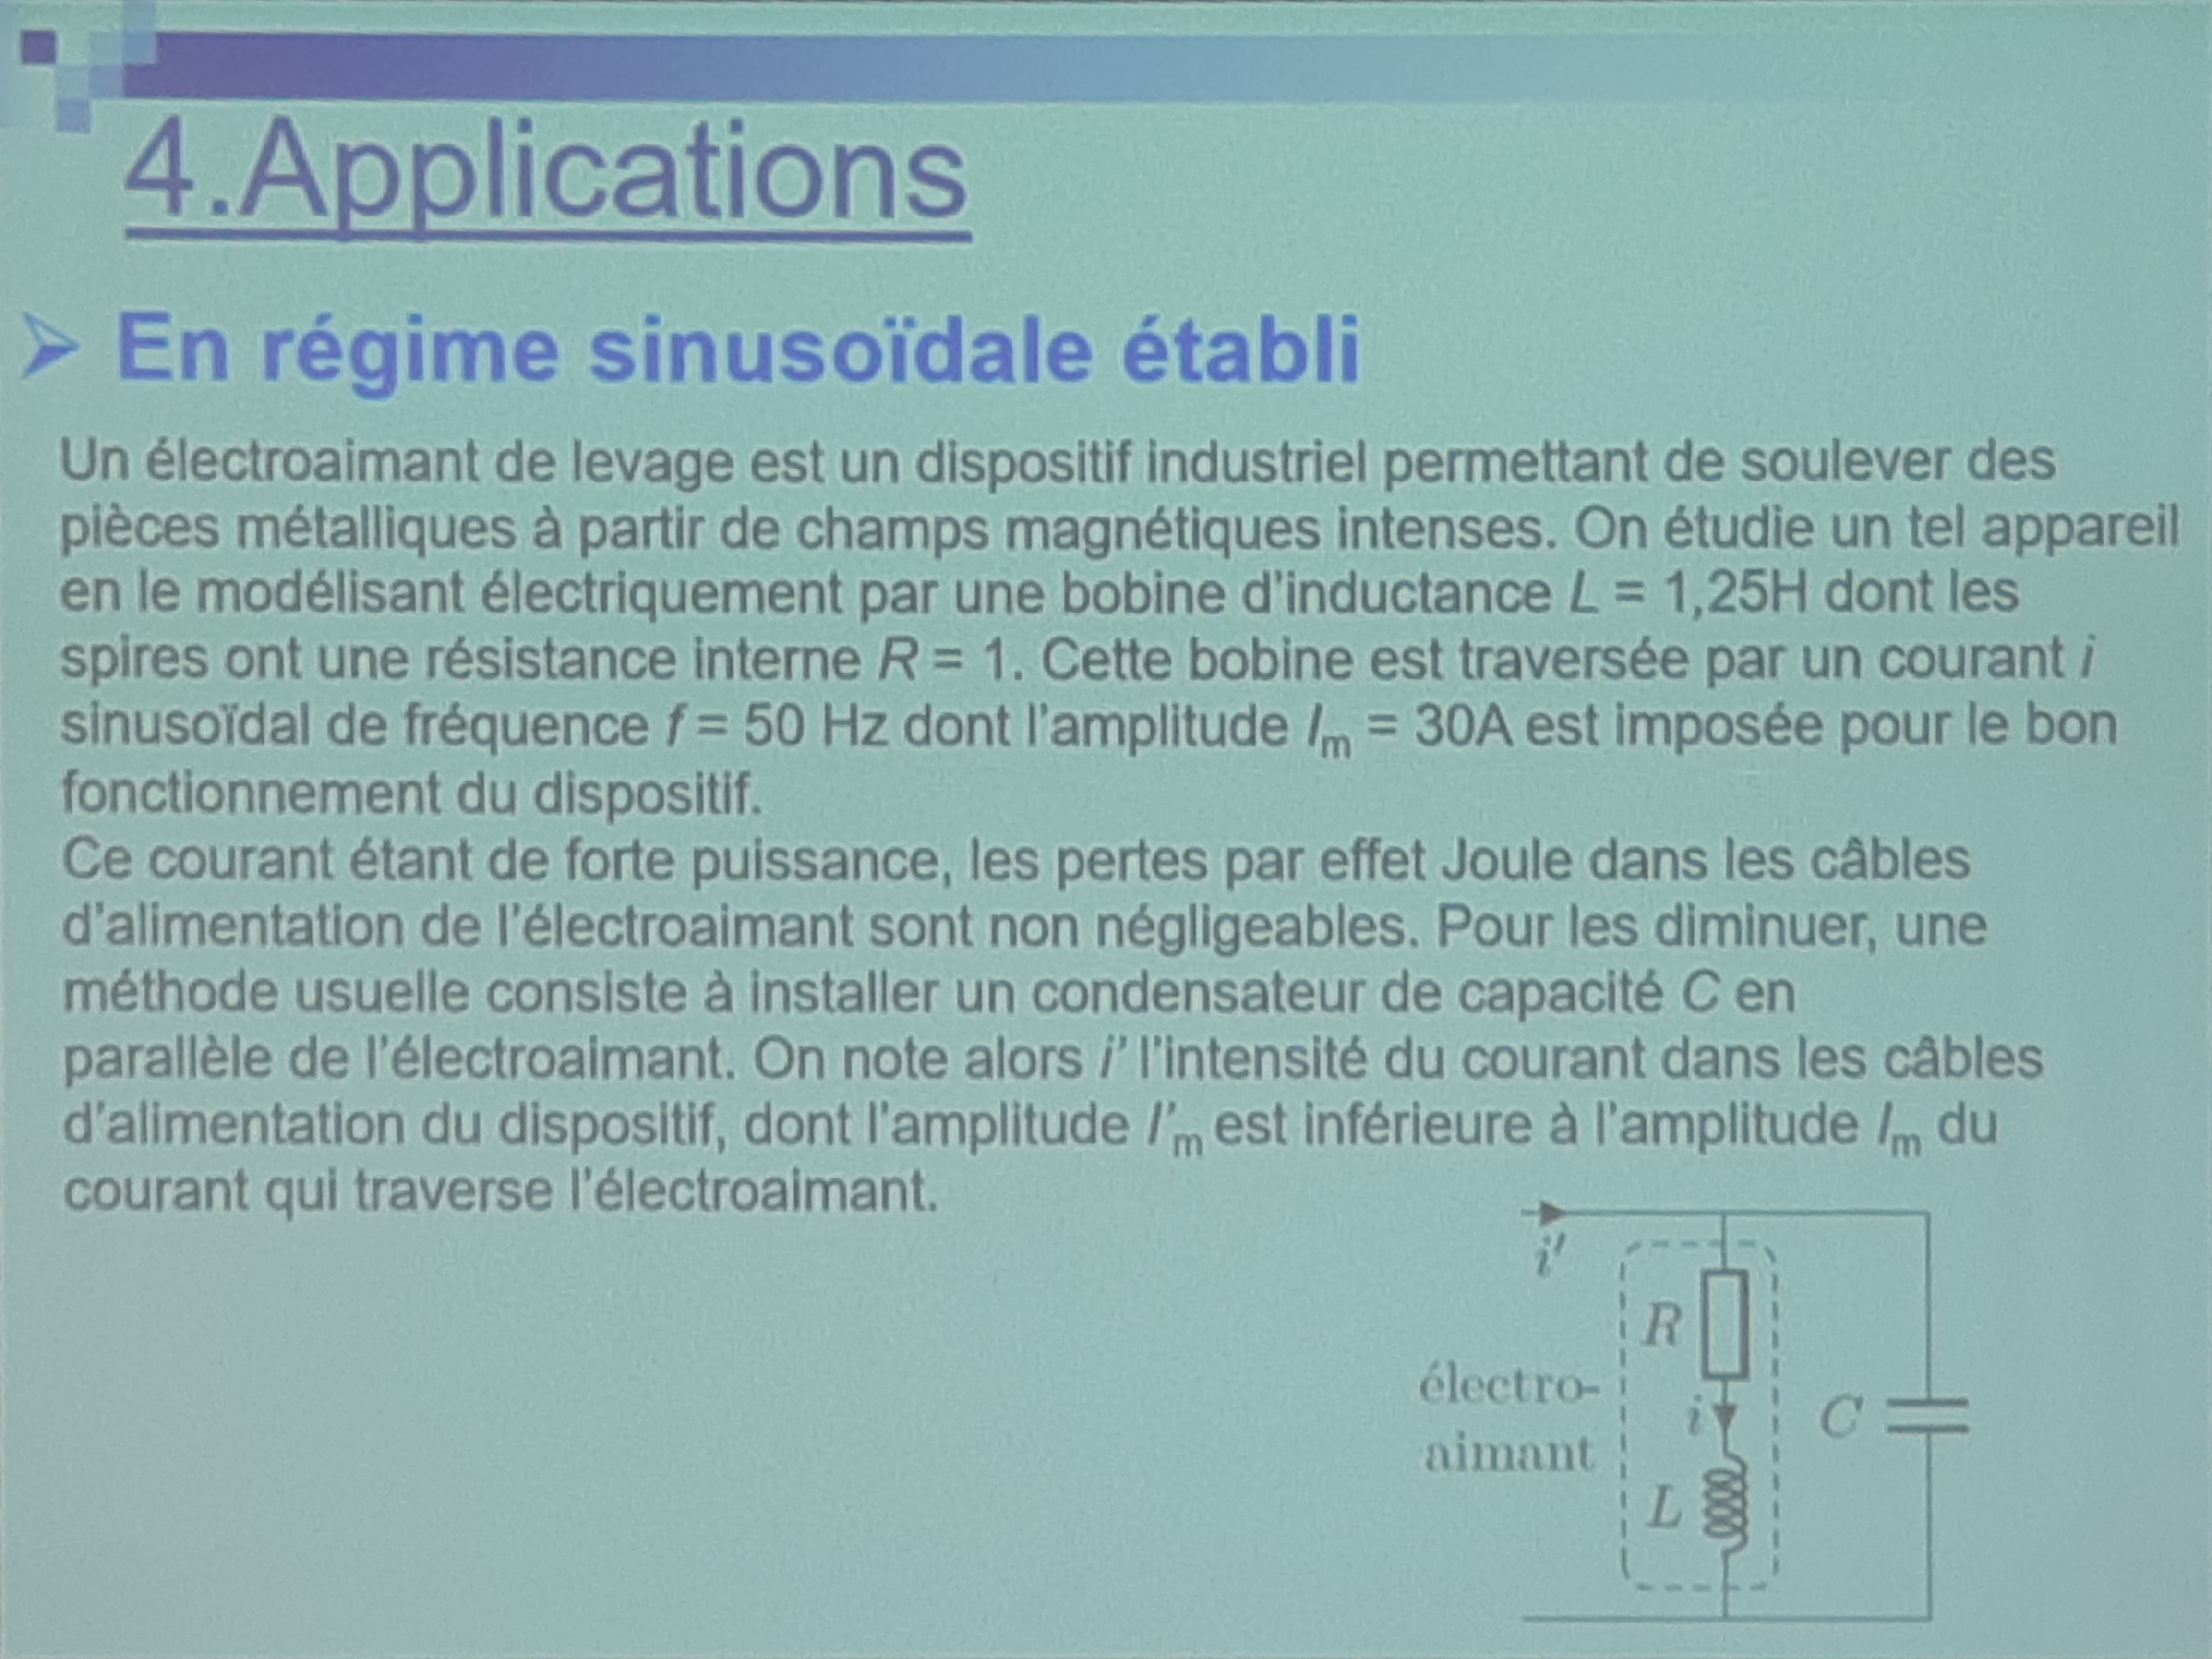 4.Applications
En régime sinusoïdale établi
Un électroaimant de levage est un dispositif industriel permettant de soulever des
pièces métalliques à partir de champs magnétiques intenses. On étudie un tel appareil
en le modélisant électriquement par une bobine d'inductance L = 1,25H dont les
spires ont une résistance interne R = 1. Cette bobine est traversée par un courant i
sinusoïdal de fréquence f = 50 Hz dont l'amplitude Im = 30A est imposée pour le bon
fonctionnement du dispositif.
Ce courant étant de forte puissance, les pertes par effet Joule dans les câbles
d'alimentation de l'électroaimant sont non négligeables. Pour les diminuer, une
méthode usuelle consiste à installer un condensateur de capacité C en
parallèle de l'électroaimant. On note alors i' l'intensité du courant dans les câbles
d'alimentation du dispositif, dont l'amplitude I'm est inférieure à l'amplitude Im du
courant qui traverse l'électroaimant.
i'
R
électro-
aimant
i
C
L